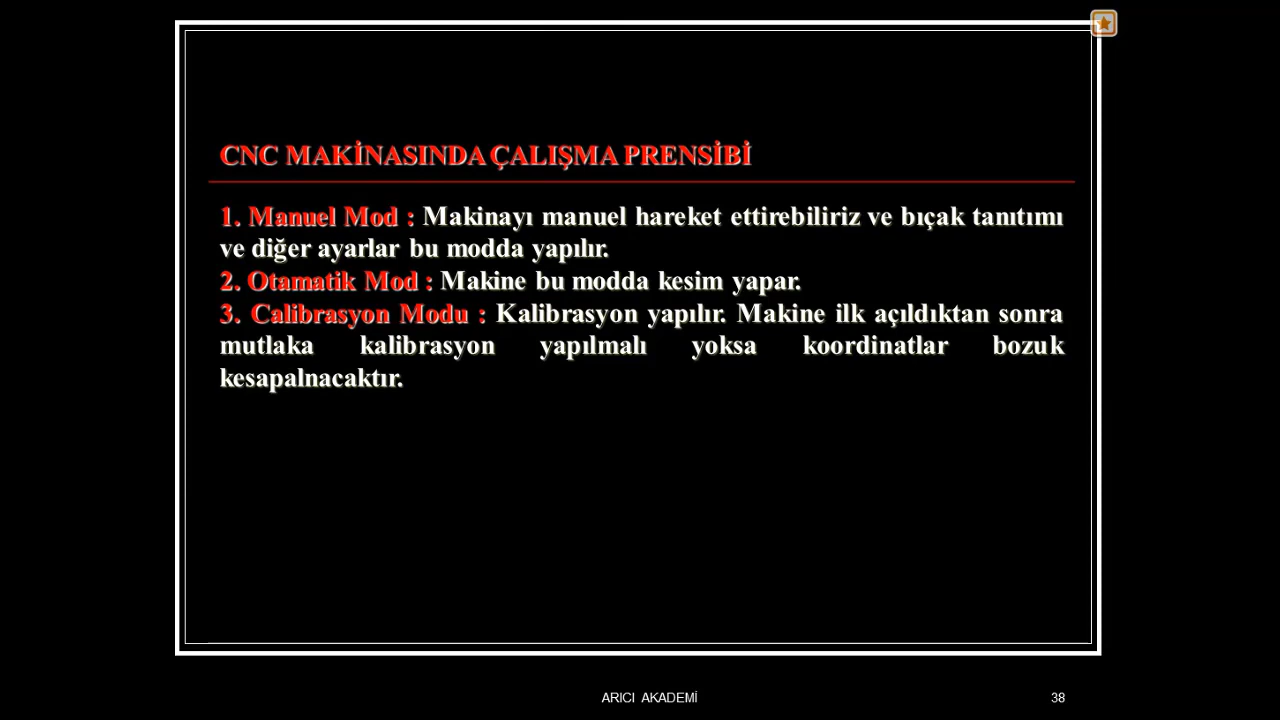 CNC MAKİNASINDA ÇALIŞMA PRENSİBİ
1. Manuel Mod : Makinayı manuel hareket ettirebiliriz ve bıçak tanıtımı
ve diğer ayarlar bu modda yapılır.
2. Otamatik Mod : Makine bu modda kesim yapar.
3. Calibrasyon Modu : Kalibrasyon yapılır. Makine ilk açıldıktan sonra
mutlaka kalibrasyon yapılmalı yoksa koordinatlar bozuk
kesapalnacaktır.
ARICI AKADEMİ
38